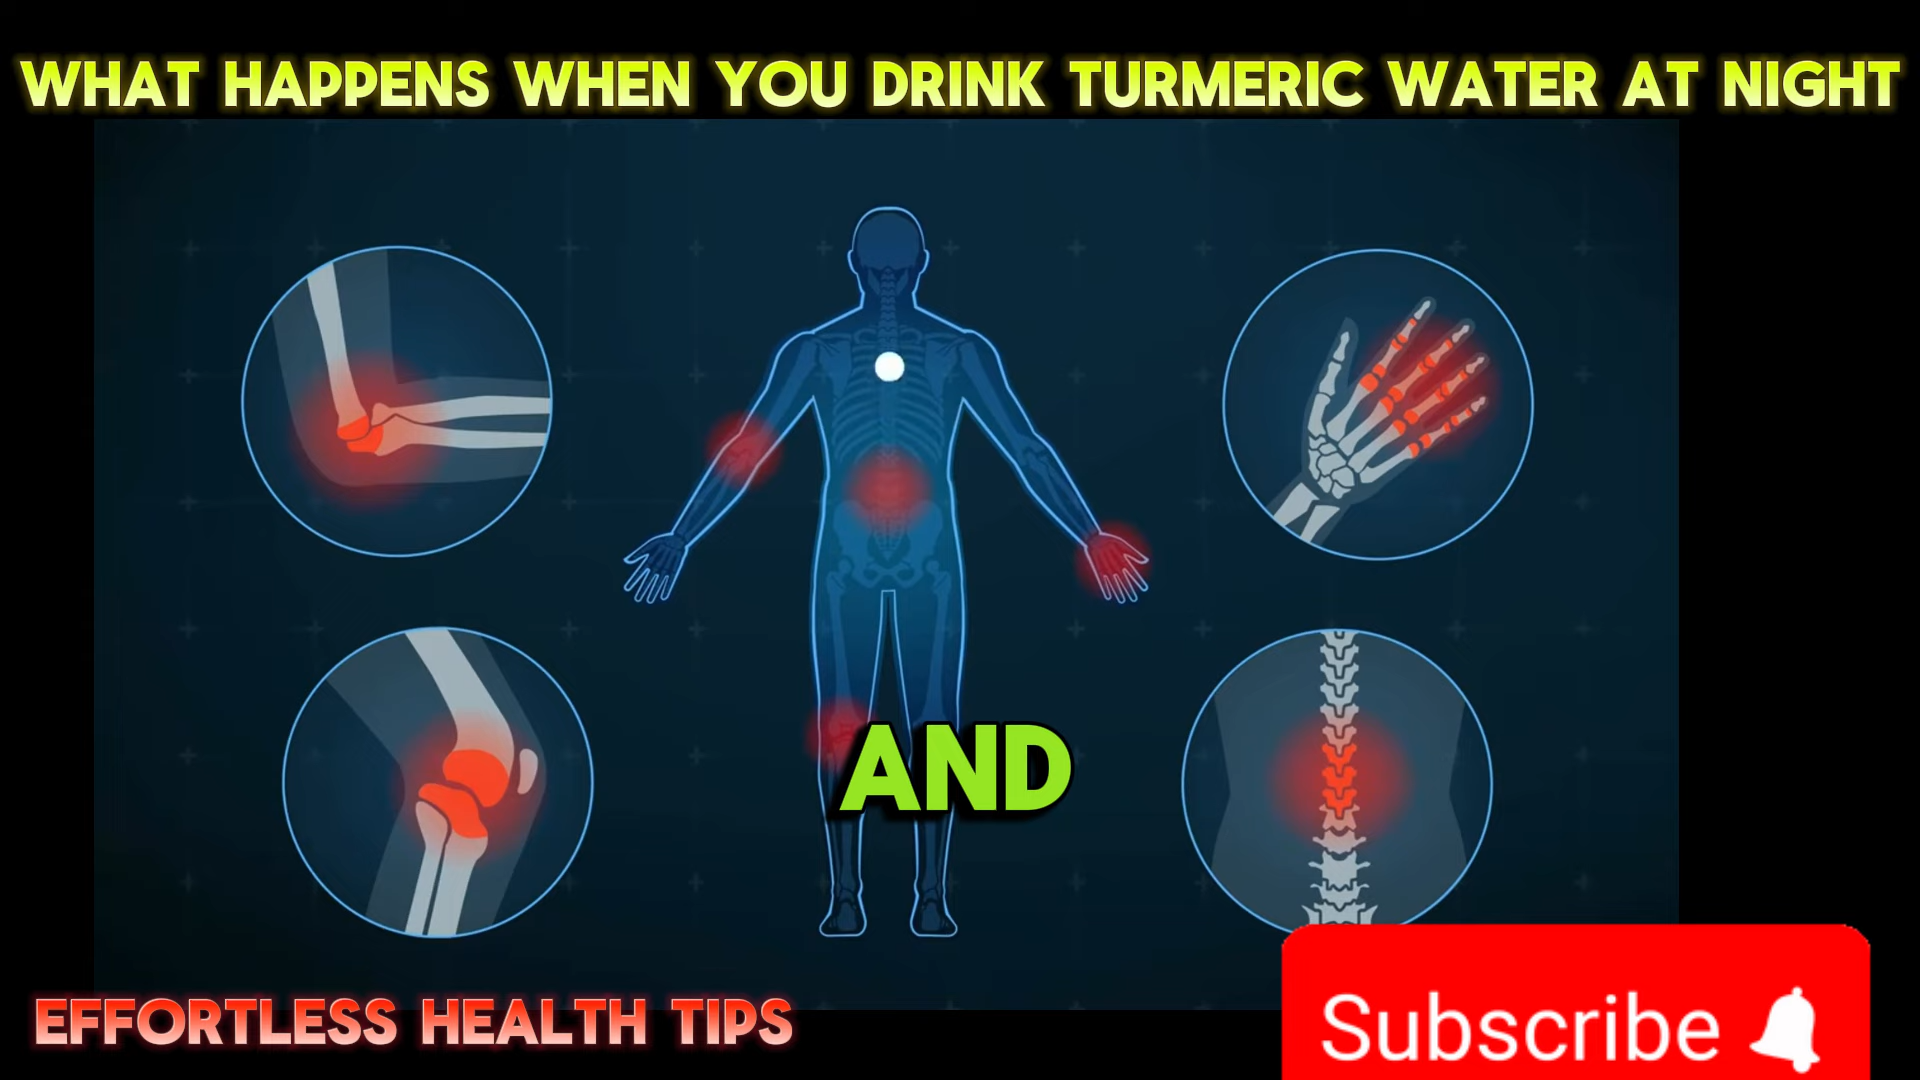 WHAT HAPPENS WHEN YOU DRINK TURMERIC WATER AT NIGHT
AND
EFFORTLESS HEALTH TIPS
Subscribe